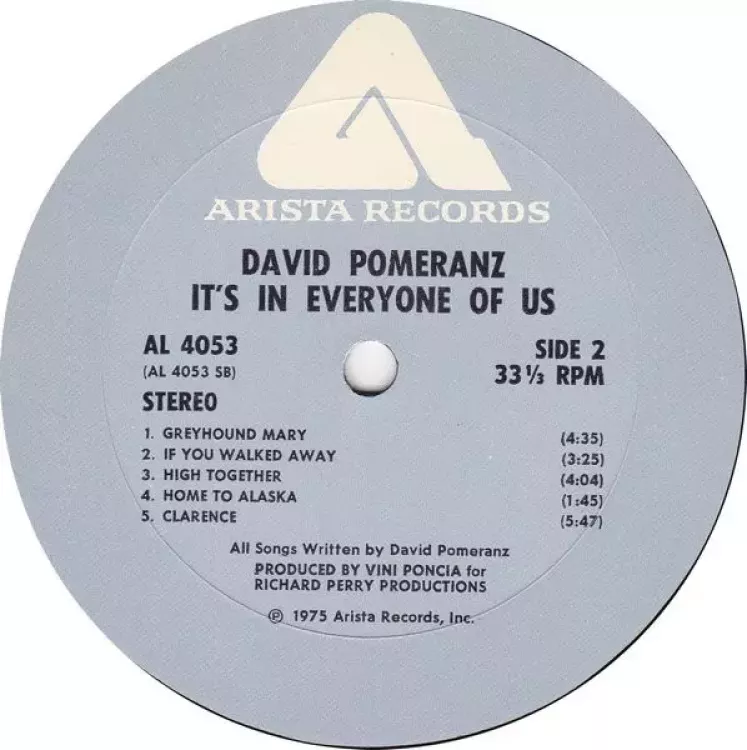 ARISTA RECORDS
DAVID POMERANZ
IT'S IN EVERYONE OF US
AL 4053
(AL 4053 SB)
STEREO
SIDE 2
33⅓ RPM
1. GREYHOUND MARY (4:35)
2. IF YOU WALKED AWAY (3:25)
3. HIGH TOGETHER (4:04)
4. HOME TO ALASKA (1:45)
5. CLARENCE (5:47)
All Songs Written by David Pomeranz
PRODUCED BY VINI PONCIA for
RICHARD PERRY PRODUCTIONS
℗ 1975 Arista Records, Inc.